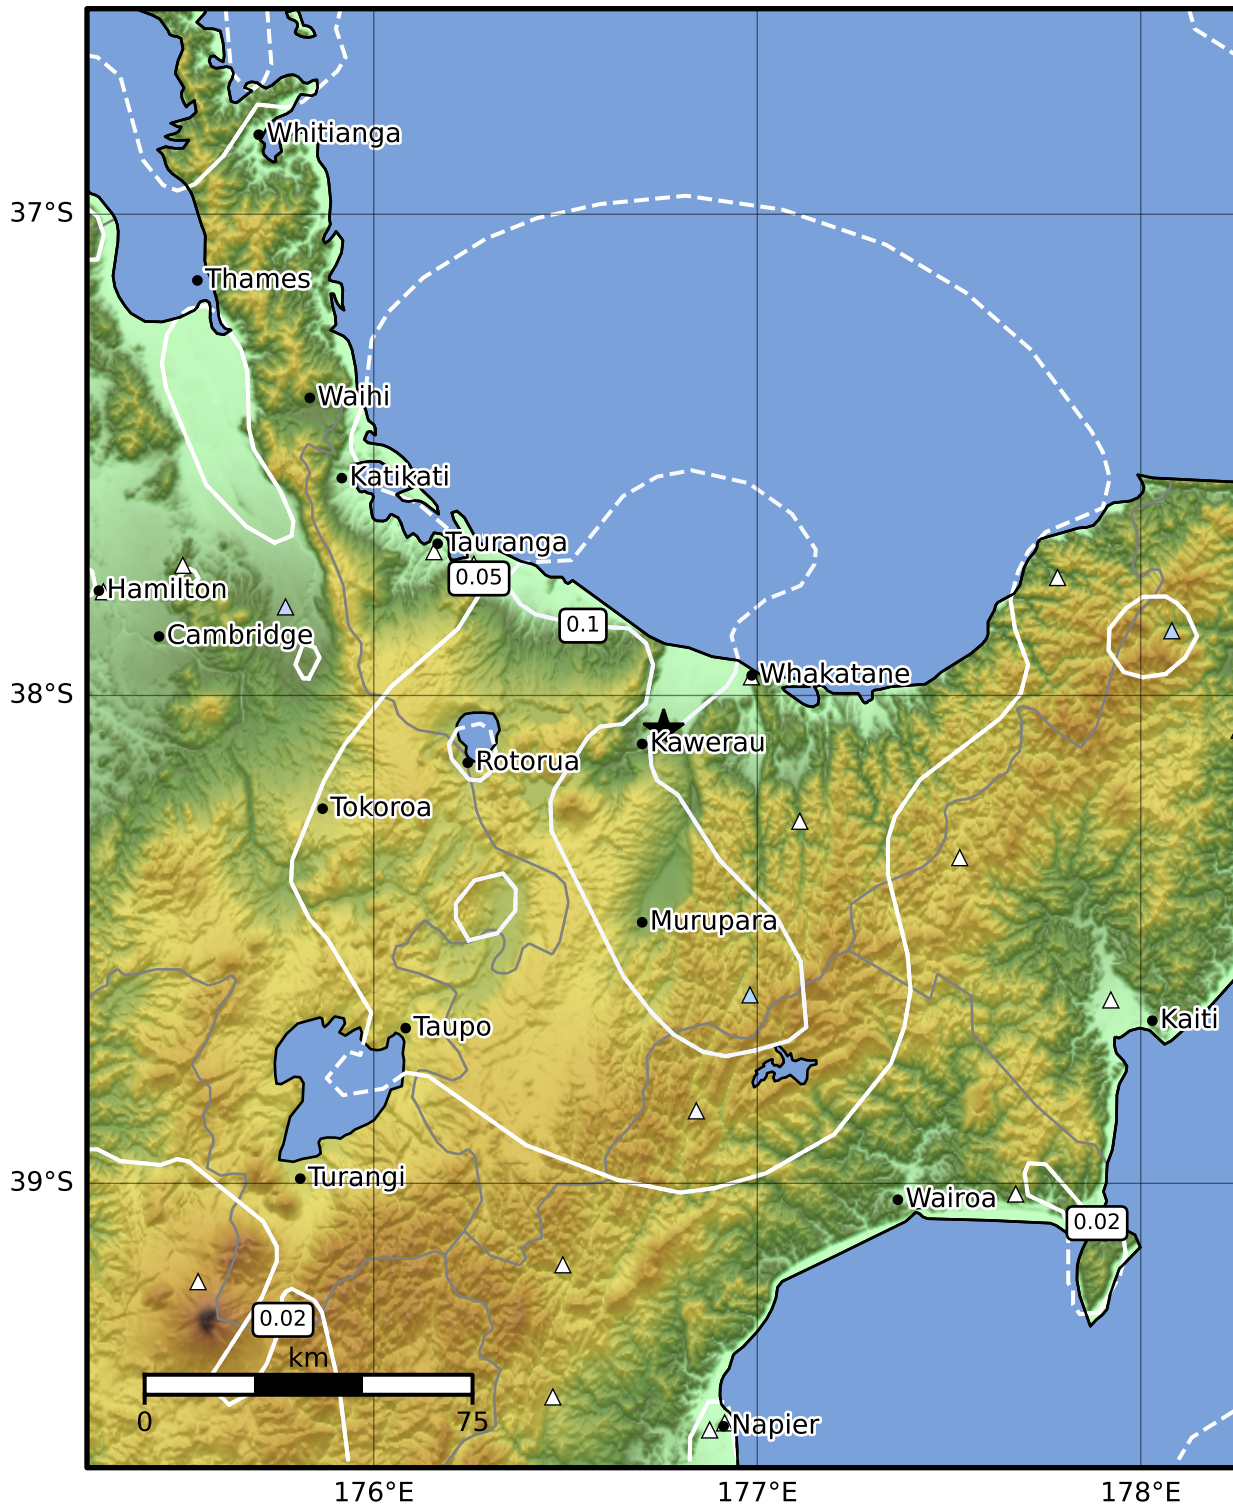 Whitianga
37°S
Thames
Waihi
Katikati
Tauranga
0.05
Hamilton
0.1
Cambridge
Whakatane
38°S
Kawerau
Rotorua
Tokoroa
Murupara
Kaiti
Taupo
Turangi
39°S
Wairoa
0.02
0.02
km
0 75
Napier
176°E 177°E 178°E